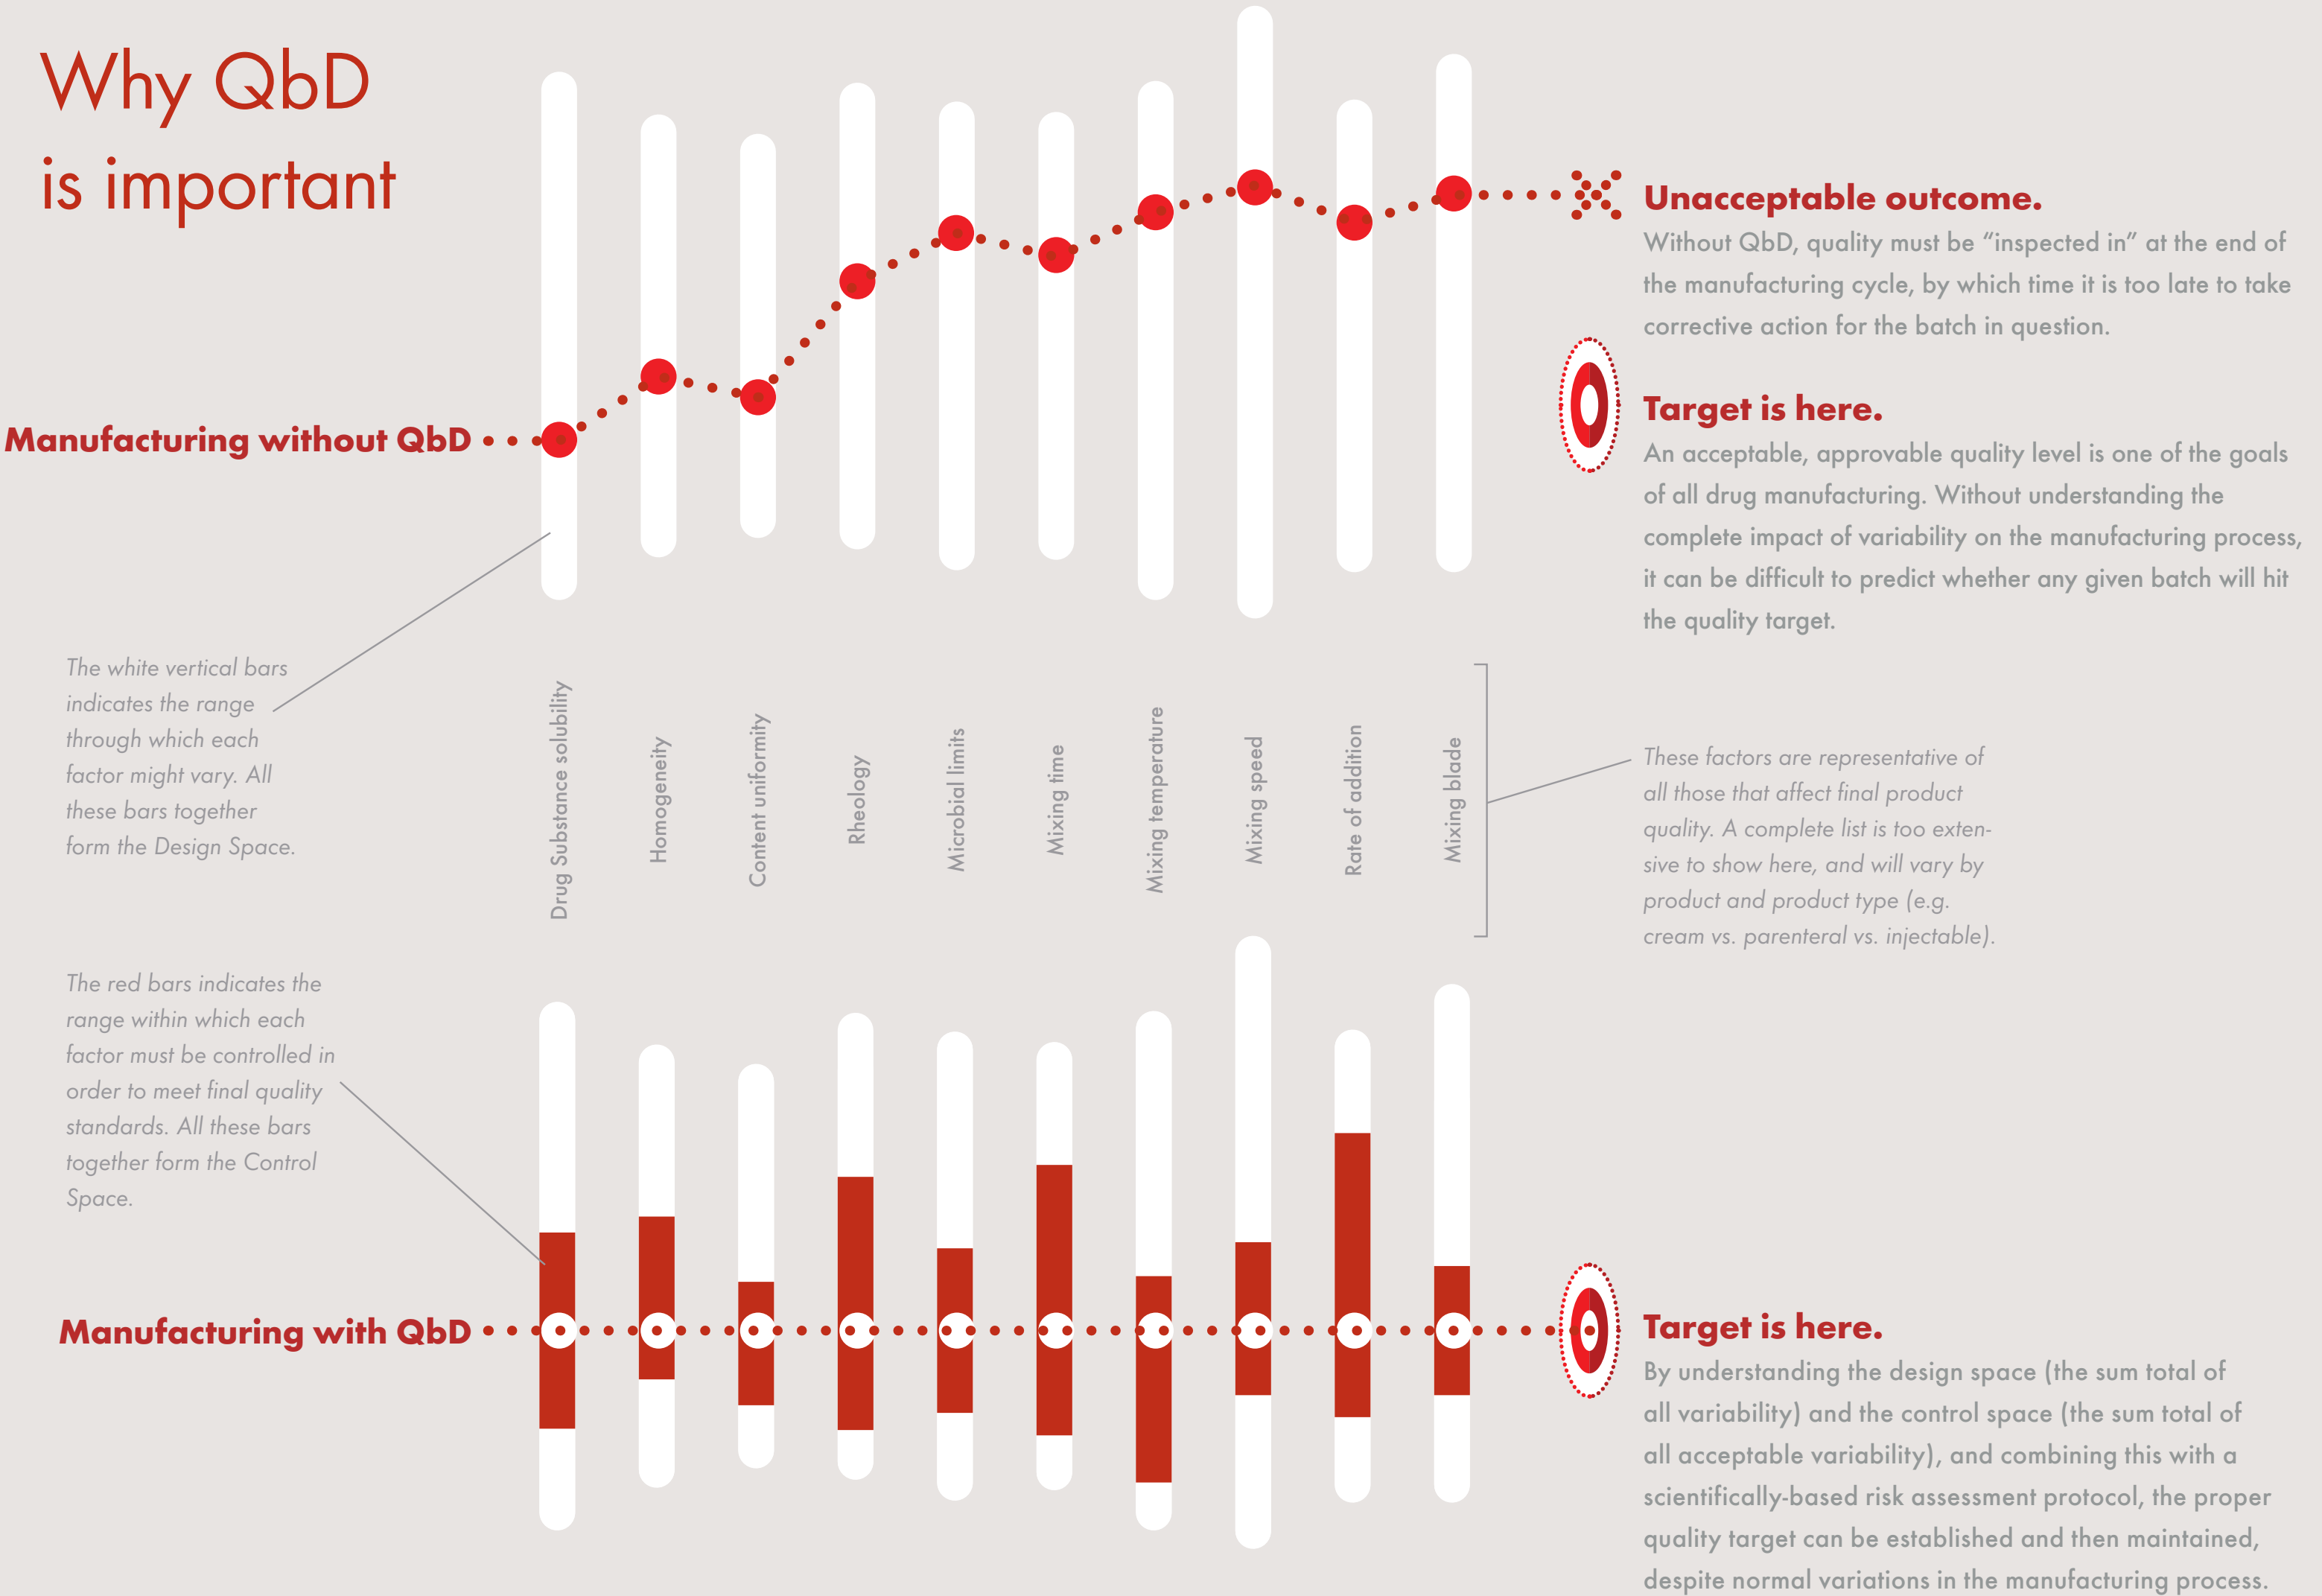 Why QbD
is important
Unacceptable outcome.
Without QbD, quality must be “inspected in” at the end of
the manufacturing cycle, by which time it is too late to take
corrective action for the batch in question.
Target is here.
An acceptable, approvable quality level is one of the goals
of all drug manufacturing. Without understanding the
complete impact of variability on the manufacturing process,
it can be difficult to predict whether any given batch will hit
the quality target.
Manufacturing without QbD
The white vertical bars
indicates the range
through which each
factor might vary. All
these bars together
form the Design Space.
Drug Substance solubility
Homogeneity
Content uniformity
Rheology
Microbial limits
Mixing time
Mixing temperature
Mixing speed
Rate of addition
Mixing blade
These factors are representative of
all those that affect final product
quality. A complete list is too exten-
sive to show here, and will vary by
product and product type (e.g.
cream vs. parenteral vs. injectable).
The red bars indicates the
range within which each
factor must be controlled in
order to meet final quality
standards. All these bars
together form the Control
Space.
Manufacturing with QbD
Target is here.
By understanding the design space (the sum total of
all variability) and the control space (the sum total of
all acceptable variability), and combining this with a
scientifically-based risk assessment protocol, the proper
quality target can be established and then maintained,
despite normal variations in the manufacturing process.